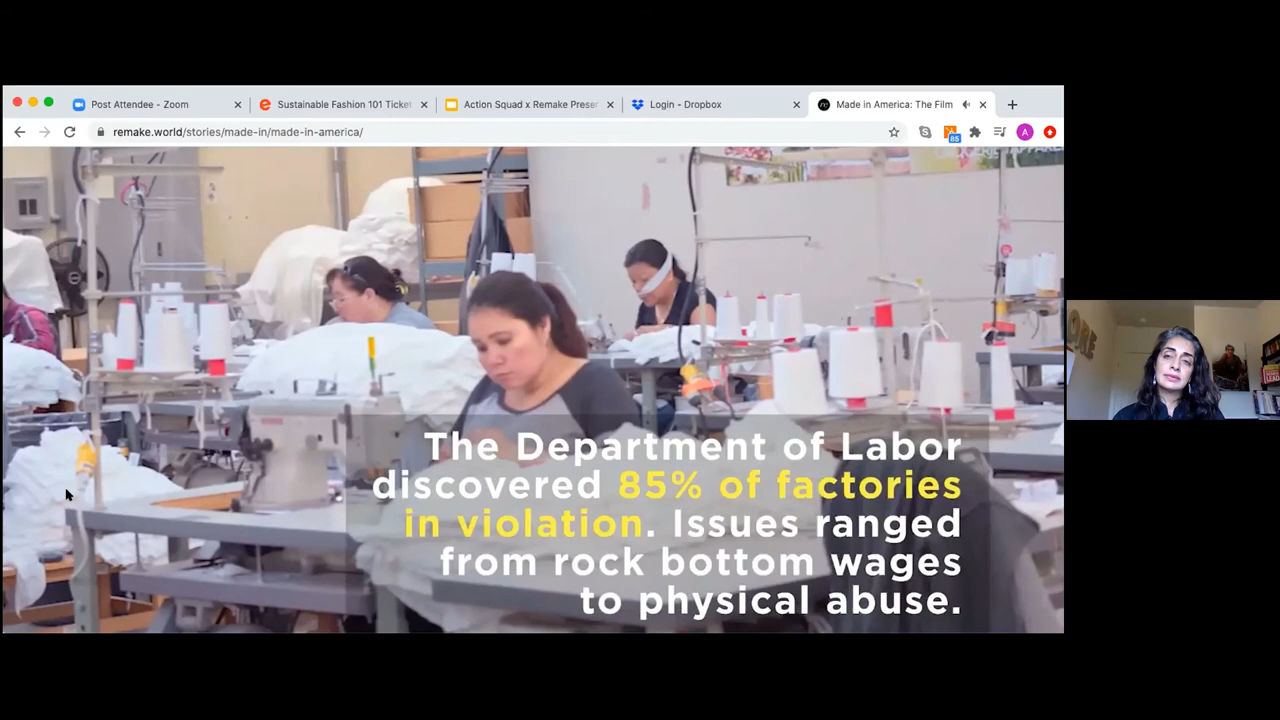 Post Attendee - Zoom
Sustainable Fashion 101 Ticket
Action Squad x Remake Preser
Login - Dropbox
Made in America: The Film
remake.world/stories/made-in/made-in-america/
85
A
The Department of Labor
discovered 85% of factories
in violation. Issues ranged
from rock bottom wages
to physical abuse.